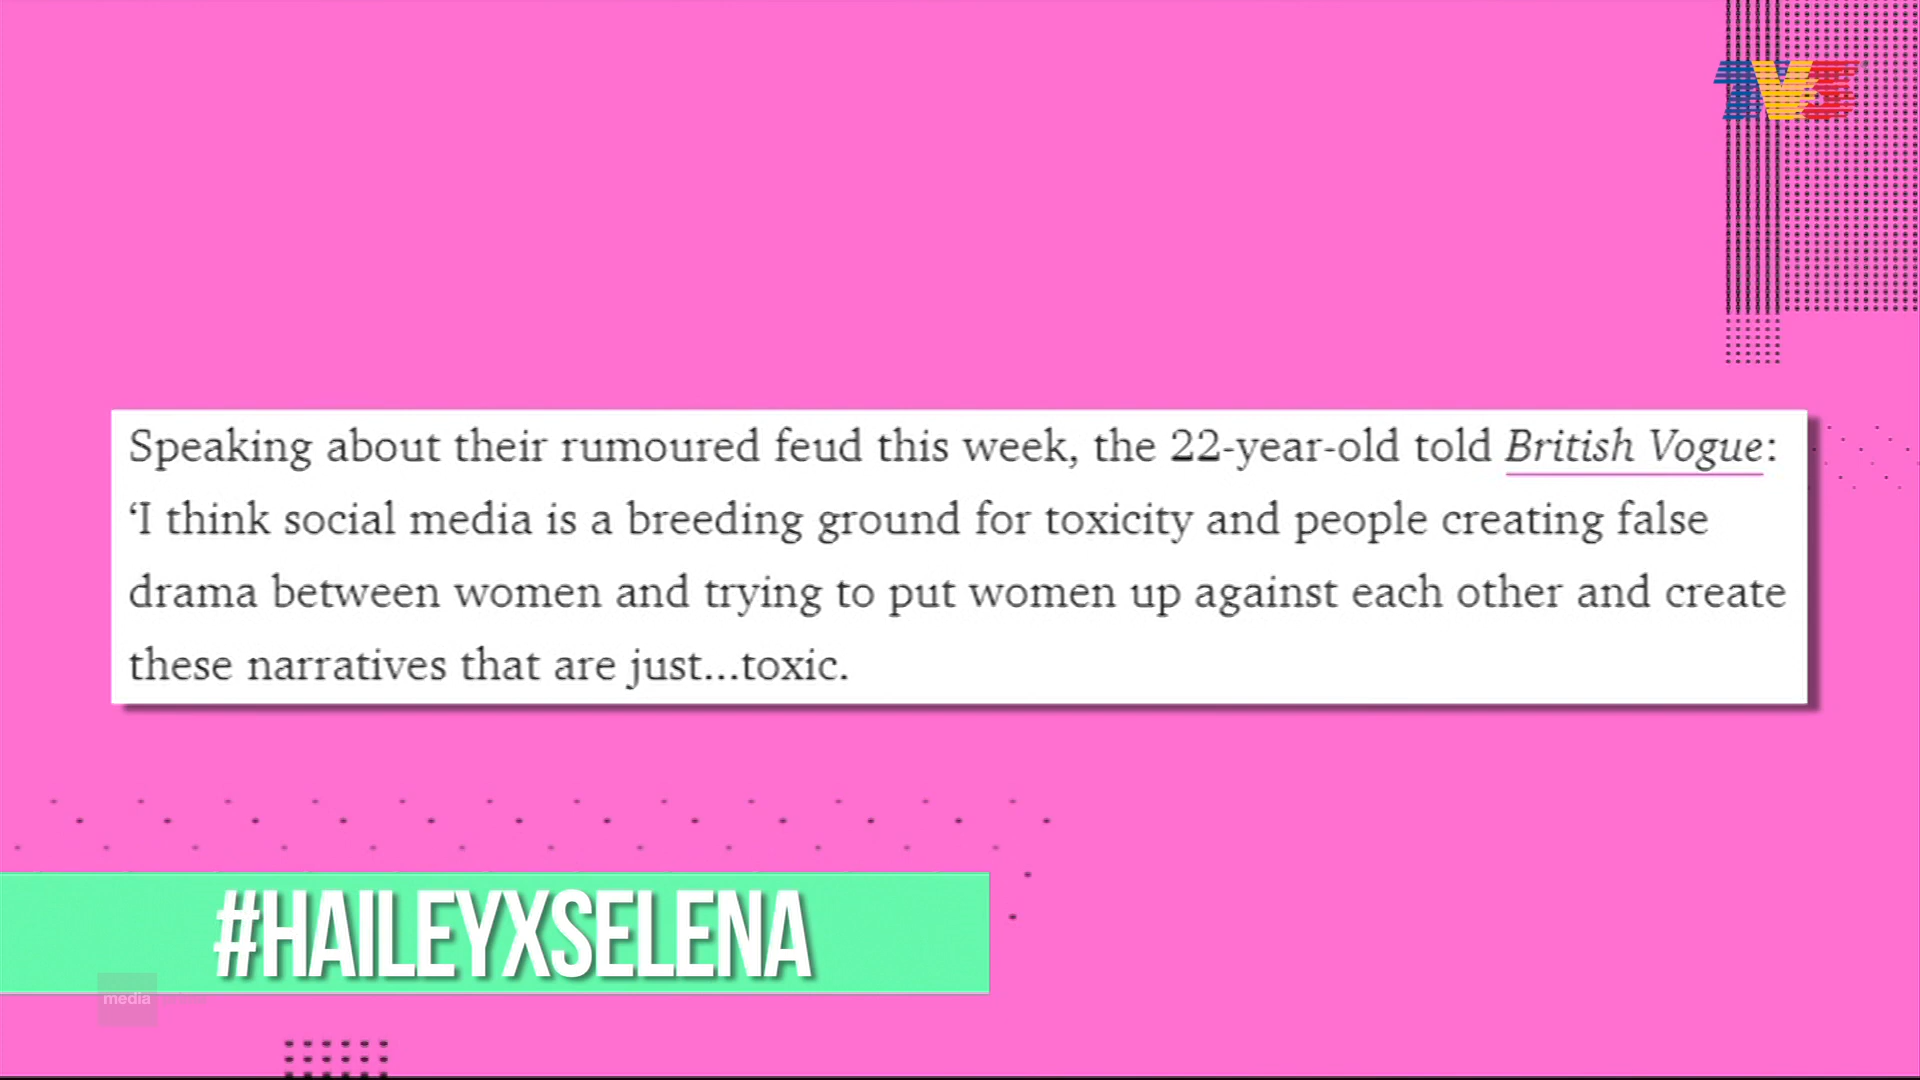 TV3
Speaking about their rumoured feud this week, the 22-year-old told British Vogue:
‘I think social media is a breeding ground for toxicity and people creating false
drama between women and trying to put women up against each other and create
these narratives that are just...toxic.
#HAILEYXSELENA
media